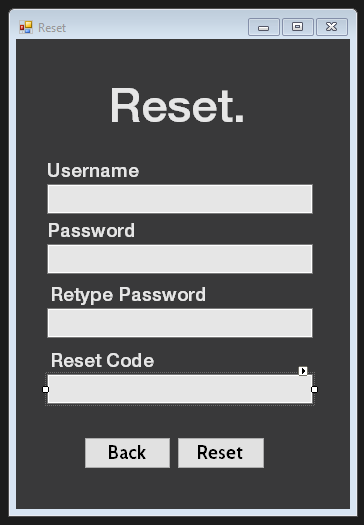 Reset
Reset.
Username
Password
Retype Password
Reset Code
Back Reset